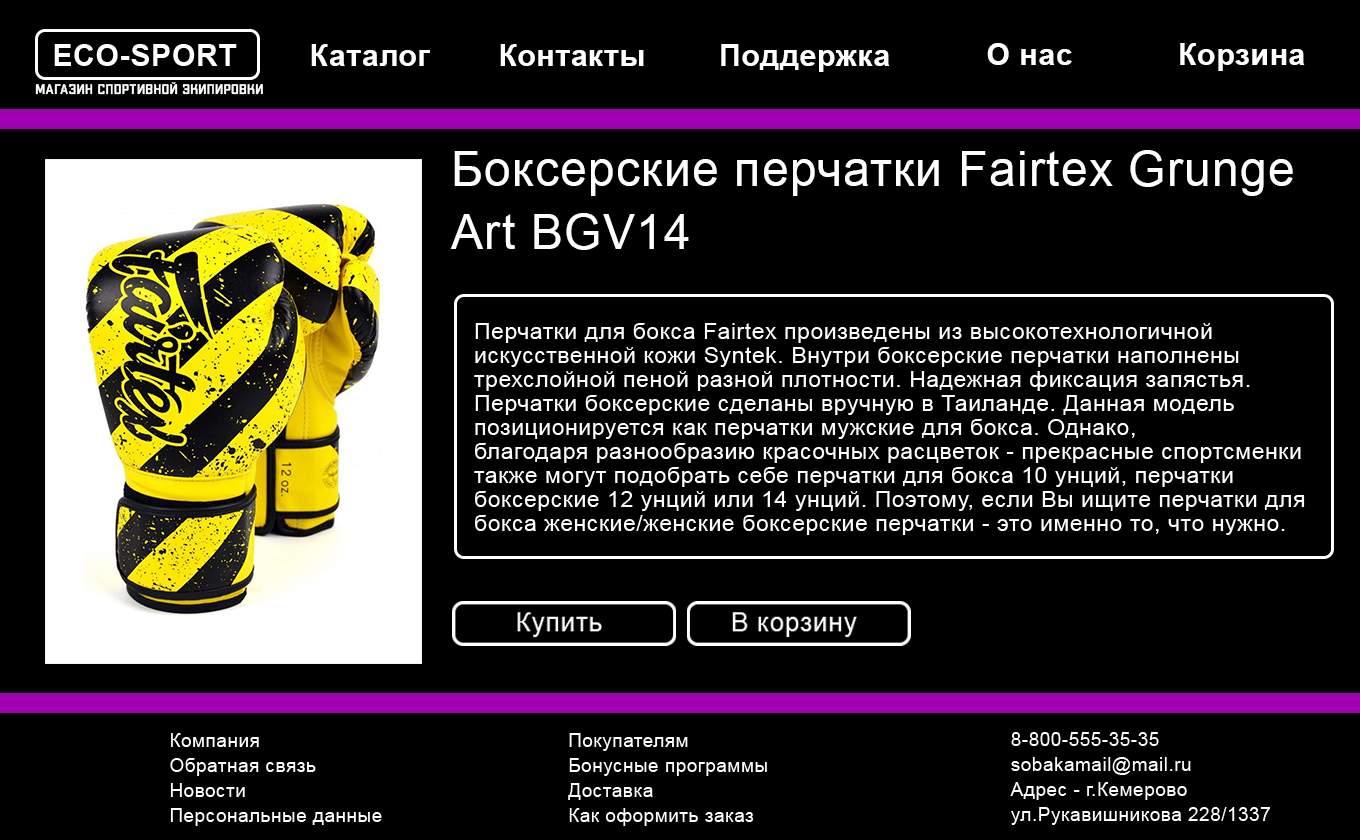 ECO-SPORT
МАГАЗИН СПОРТИВНОЙ ЭКИПИРОВКИ
Каталог
Контакты
Поддержка
О нас
Корзина
Боксерские перчатки Fairtex Grunge
Art BGV14
Fairtex
12 oz.
Перчатки для бокса Fairtex произведены из высокотехнологичной
искусственной кожи Syntek. Внутри боксерские перчатки наполнены
трехслойной пеной разной плотности. Надежная фиксация запястья.
Перчатки боксерские сделаны вручную в Таиланде. Данная модель
позиционируется как перчатки мужские для бокса. Однако,
благодаря разнообразию красочных расцветок - прекрасные спортсменки
также могут подобрать себе перчатки для бокса 10 унций, перчатки
боксерские 12 унций или 14 унций. Поэтому, если Вы ищите перчатки для
бокса женские/женские боксерские перчатки - это именно то, что нужно.
Купить
В корзину
Компания
Обратная связь
Новости
Персональные данные
Покупателям
Бонусные программы
Доставка
Как оформить заказ
8-800-555-35-35
sobakamail@mail.ru
Адрес - г.Кемерово
ул.Рукавишникова 228/1337